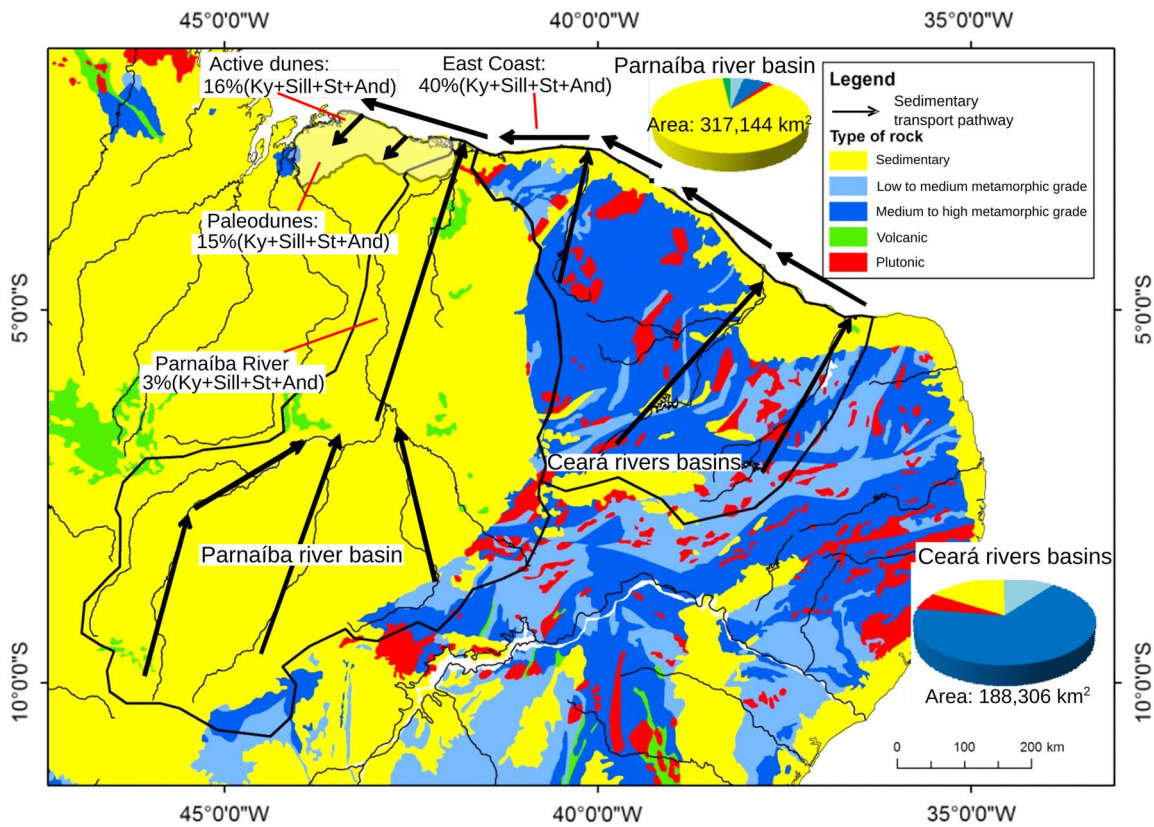 45°0'0"W
40°0'0"W
35°0'0"W
Active dunes:
16%(Ky+Sill+St+And)
East Coast:
40%(Ky+Sill+St+And)
Parnaíba river basin
Area: 317,144 km²
Legend
Sedimentary
transport pathway
Type of rock
Sedimentary
Low to medium metamorphic grade
Medium to high metamorphic grade
Volcanic
Plutonic
Paleodunes:
15%(Ky+Sill+St+And)
5°0'0"S
5°0'0"S
Parnaíba River
3%(Ky+Sill+St+And)
Ceará rivers basins
Parnaíba river basin
Ceará rivers basins
Area: 188,306 km²
10°0'0"S
10°0'0"S
0 100 200 km
45°0'0"W
40°0'0"W
35°0'0"W